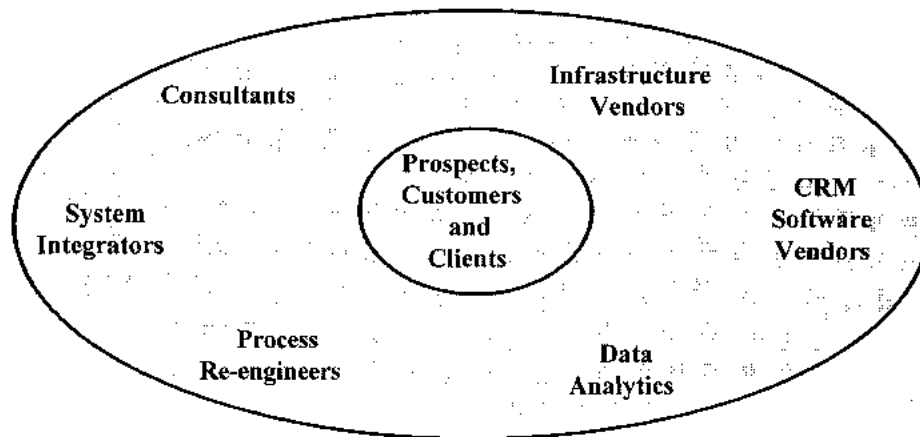 Consultants
Infrastructure
Vendors
Prospects,
Customers
and
Clients
System
Integrators
CRM
Software
Vendors
Process
Re-engineers
Data
Analytics